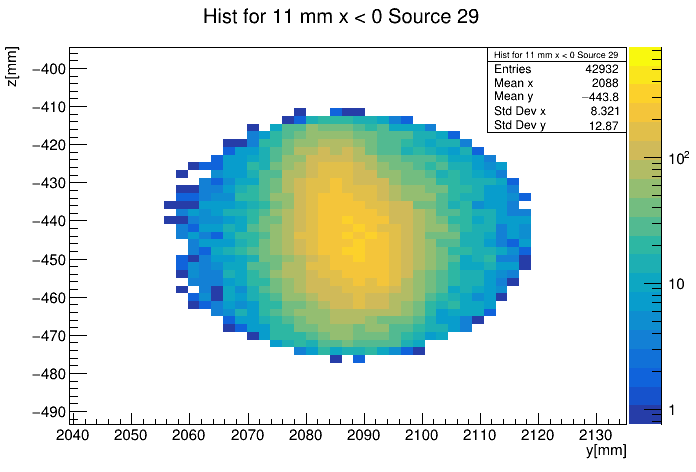 Hist for 11 mm x < 0 Source 29
z[mm]
Hist for 11 mm x < 0 Source 29
Entries 42932
Mean x 2088
Mean y −443.8
Std Dev x 8.321
Std Dev y 12.87
−400
−410
−420
−430
−440
−450
−460
−470
−480
−490
10²
10
1
2040 2050 2060 2070 2080 2090 2100 2110 2120 2130
y[mm]